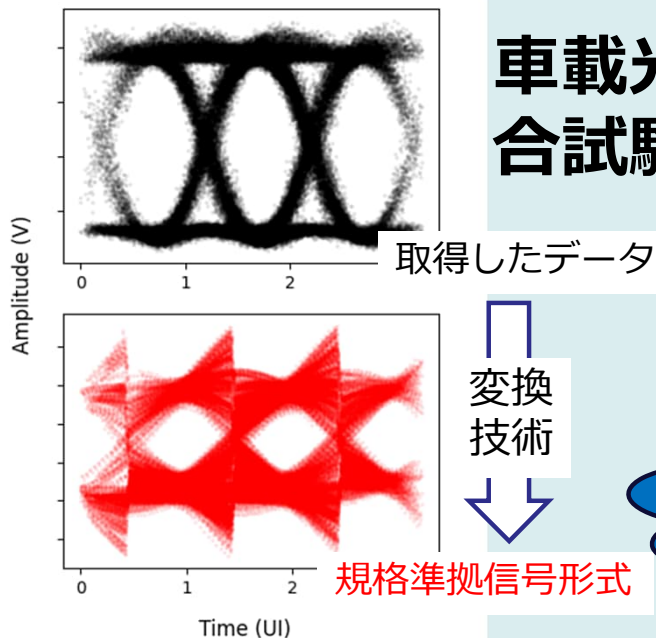 車載
合試験
0 1 2
取得したデータ
Amplitude (V)
変換
技術
0 1 2
規格準拠信号形式
Time (UI)